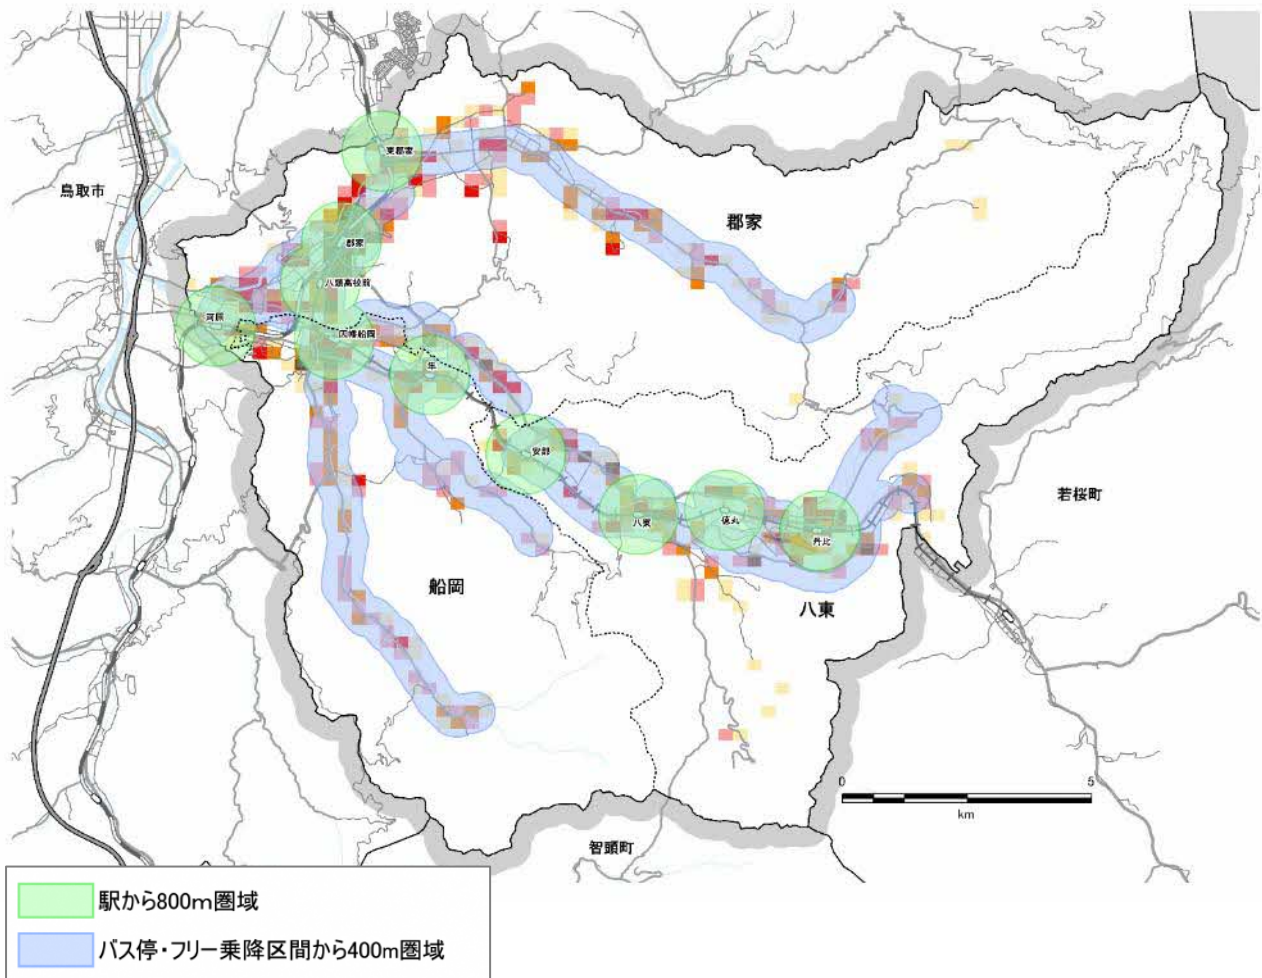 東郡家
鳥取市
郡家
郡家
八頭高校前
河原
因幡船岡
隼
安部
若桜町
八東
徳丸
丹比
船岡
八東
0
5
km
智頭町
駅から800m圏域
バス停・フリー乗降区間から400m圏域